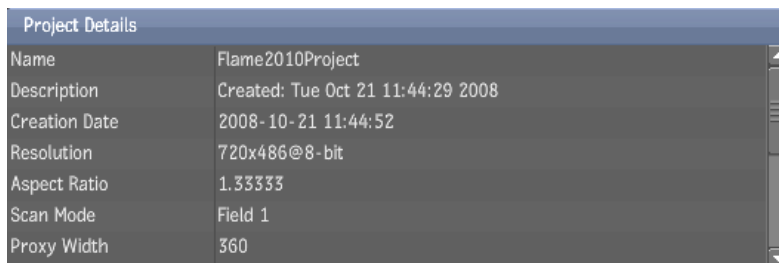 Project Details
Name Flame2010Project
Description Created: Tue Oct 21 11:44:29 2008
Creation Date 2008-10-21 11:44:52
Resolution 720x486@8-bit
Aspect Ratio 1.33333
Scan Mode Field 1
Proxy Width 360